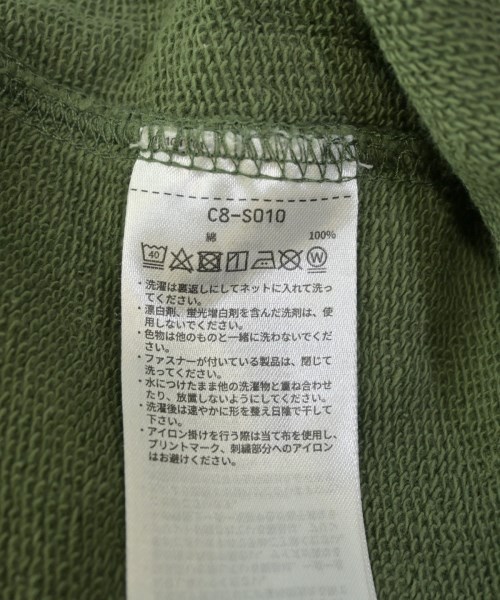 C8-S010
綿 100%
40 W
・洗濯は裏返しにしてネットに入れて洗っ
てください。
・漂白剤、蛍光増白剤を含んだ洗剤は、使
用しないでください。
・色物は他のものと一緒に洗わないでくだ
さい。
・ファスナーが付いている製品は、閉じて
洗ってください。
・水につけたまま他の洗濯物と重ね合わせ
たり、放置しないようにしてください。
・洗濯後は速やかに形を整え日陰で干して
下さい。
・アイロン掛けを行う際は当て布を使用し、
プリントマーク、刺繍部分へのアイロン
はお避けください。